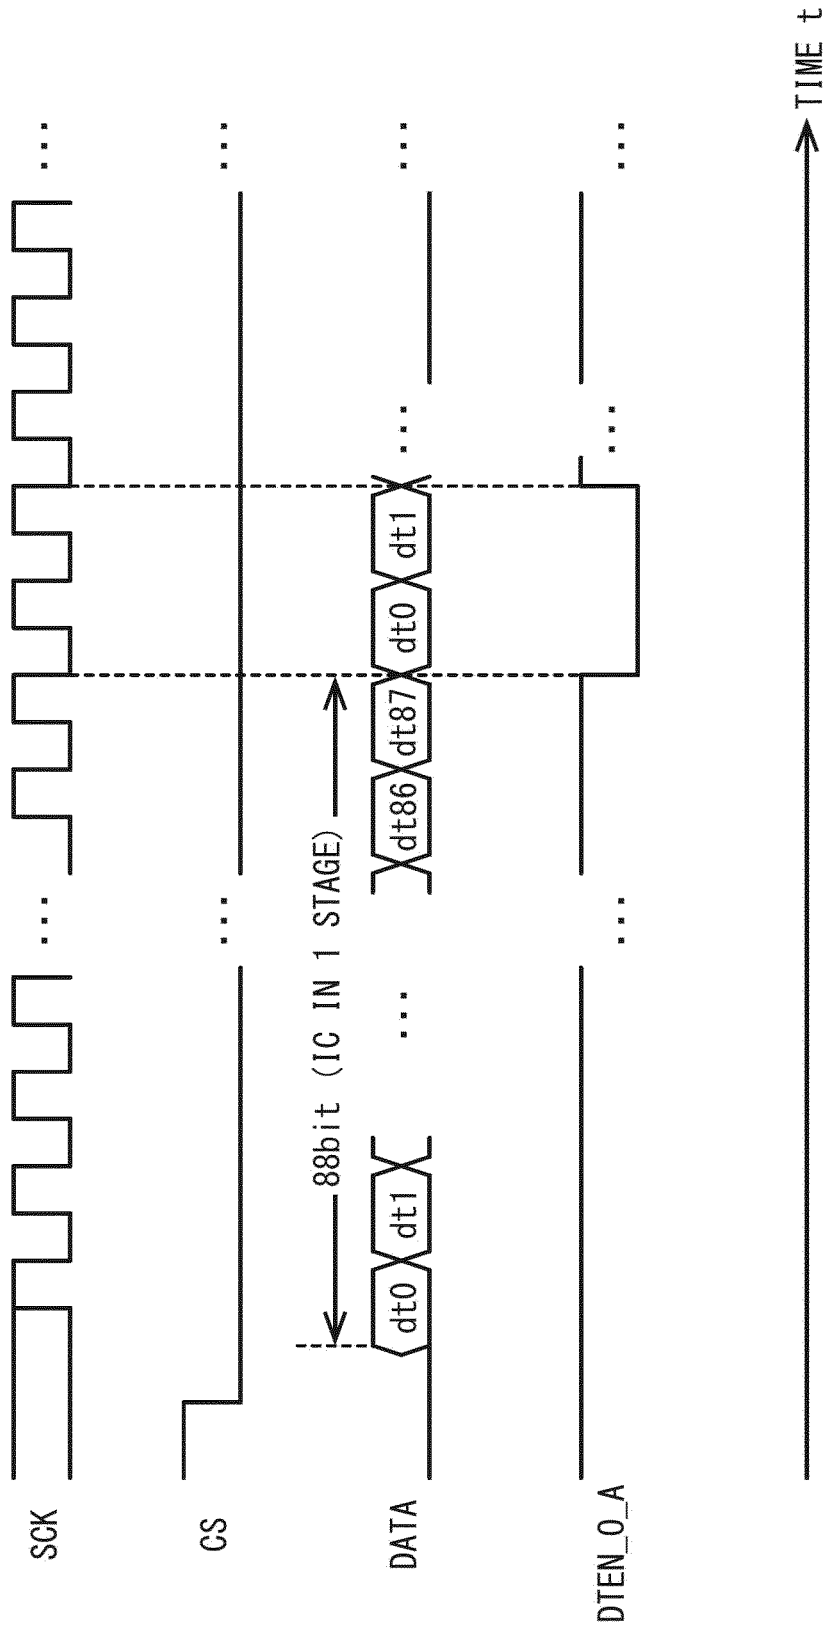 SCK
CS
88bit (IC IN 1 STAGE)
DATA
dt0 dt1 dt86 dt87 dt0 dt1
DTEN_O_A
TIME t